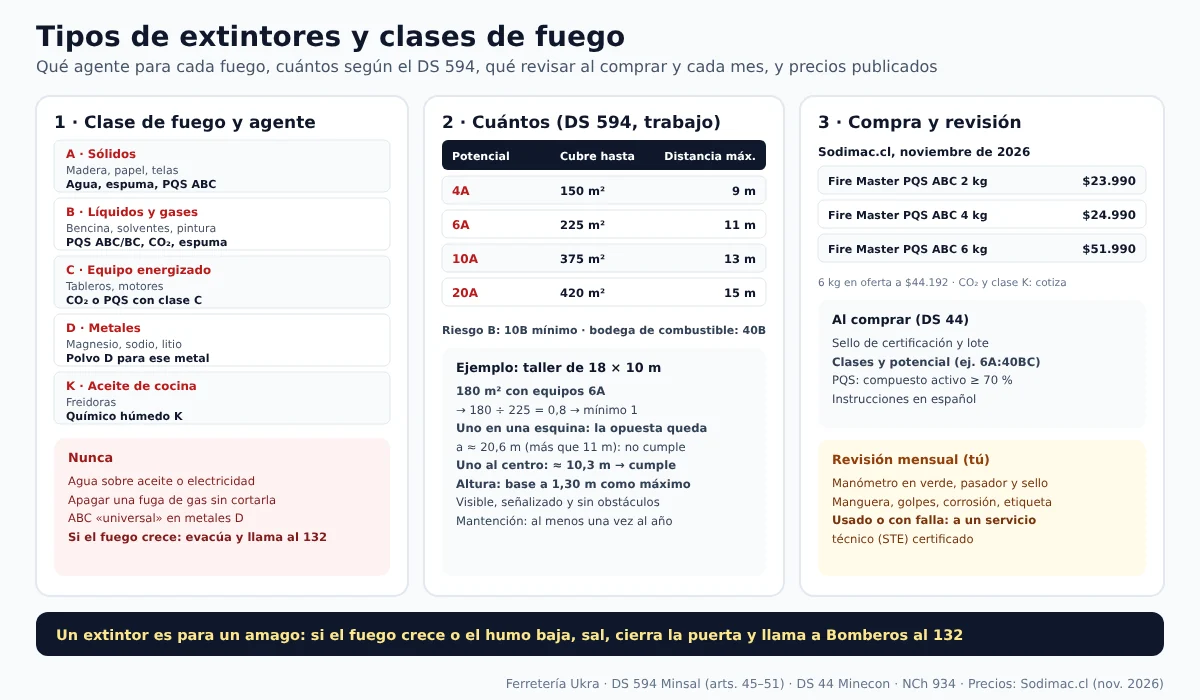 Tipos de extintores y clases de fuego
Qué agente para cada fuego, cuántos según el DS 594, qué revisar al comprar y cada mes, y precios publicados
1 · Clase de fuego y agente
A · Sólidos
Madera, papel, telas
Agua, espuma, PQS ABC
B · Líquidos y gases
Bencina, solventes, pintura
PQS ABC/BC, CO₂, espuma
C · Equipo energizado
Tableros, motores
CO₂ o PQS con clase C
D · Metales
Magnesio, sodio, litio
Polvo D para ese metal
K · Aceite de cocina
Freidoras
Químico húmedo K
Nunca
Agua sobre aceite o electricidad
Apagar una fuga de gas sin cortarla
ABC «universal» en metales D
Si el fuego crece: evacúa y llama al 132
2 · Cuántos (DS 594, trabajo)
Potencial Cubre hasta Distancia máx.
4A 150 m² 9 m
6A 225 m² 11 m
10A 375 m² 13 m
20A 420 m² 15 m
Riesgo B: 10B mínimo · bodega de combustible: 40B
Ejemplo: taller de 18 × 10 m
180 m² con equipos 6A
→ 180 ÷ 225 = 0,8 → mínimo 1
Uno en una esquina: la opuesta queda
a ≈ 20,6 m (más que 11 m): no cumple
Uno al centro: ≈ 10,3 m → cumple
Altura: base a 1,30 m como máximo
Visible, señalizado y sin obstáculos
Mantención: al menos una vez al año
3 · Compra y revisión
Sodimac.cl, noviembre de 2026
Fire Master PQS ABC 2 kg $23.990
Fire Master PQS ABC 4 kg $24.990
Fire Master PQS ABC 6 kg $51.990
6 kg en oferta a $44.192 · CO₂ y clase K: cotiza
Al comprar (DS 44)
Sello de certificación y lote
Clases y potencial (ej. 6A:40BC)
PQS: compuesto activo ≥ 70 %
Instrucciones en español
Revisión mensual (tú)
Manómetro en verde, pasador y sello
Manguera, golpes, corrosión, etiqueta
Usado o con falla: a un servicio
técnico (STE) certificado
Un extintor es para un amago: si el fuego crece o el humo baja, sal, cierra la puerta y llama a Bomberos al 132
Ferretería Ukra · DS 594 Minsal (arts. 45–51) · DS 44 Minecon · NCh 934 · Precios: Sodimac.cl (nov. 2026)